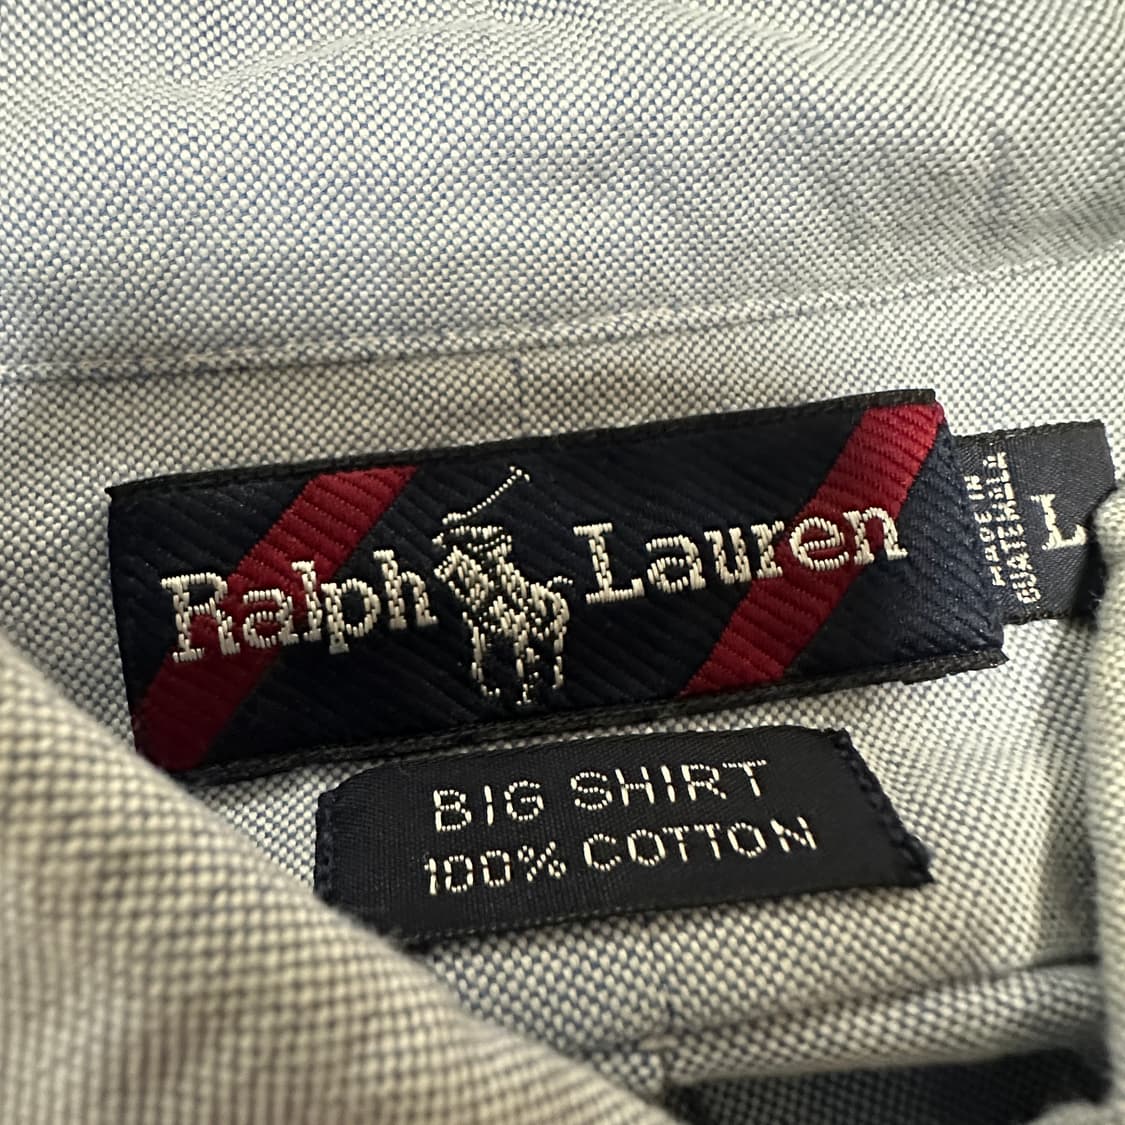 Ralph Lauren
MADE IN
GUATEMALA
L
BIG SHIRT
100% COTTON